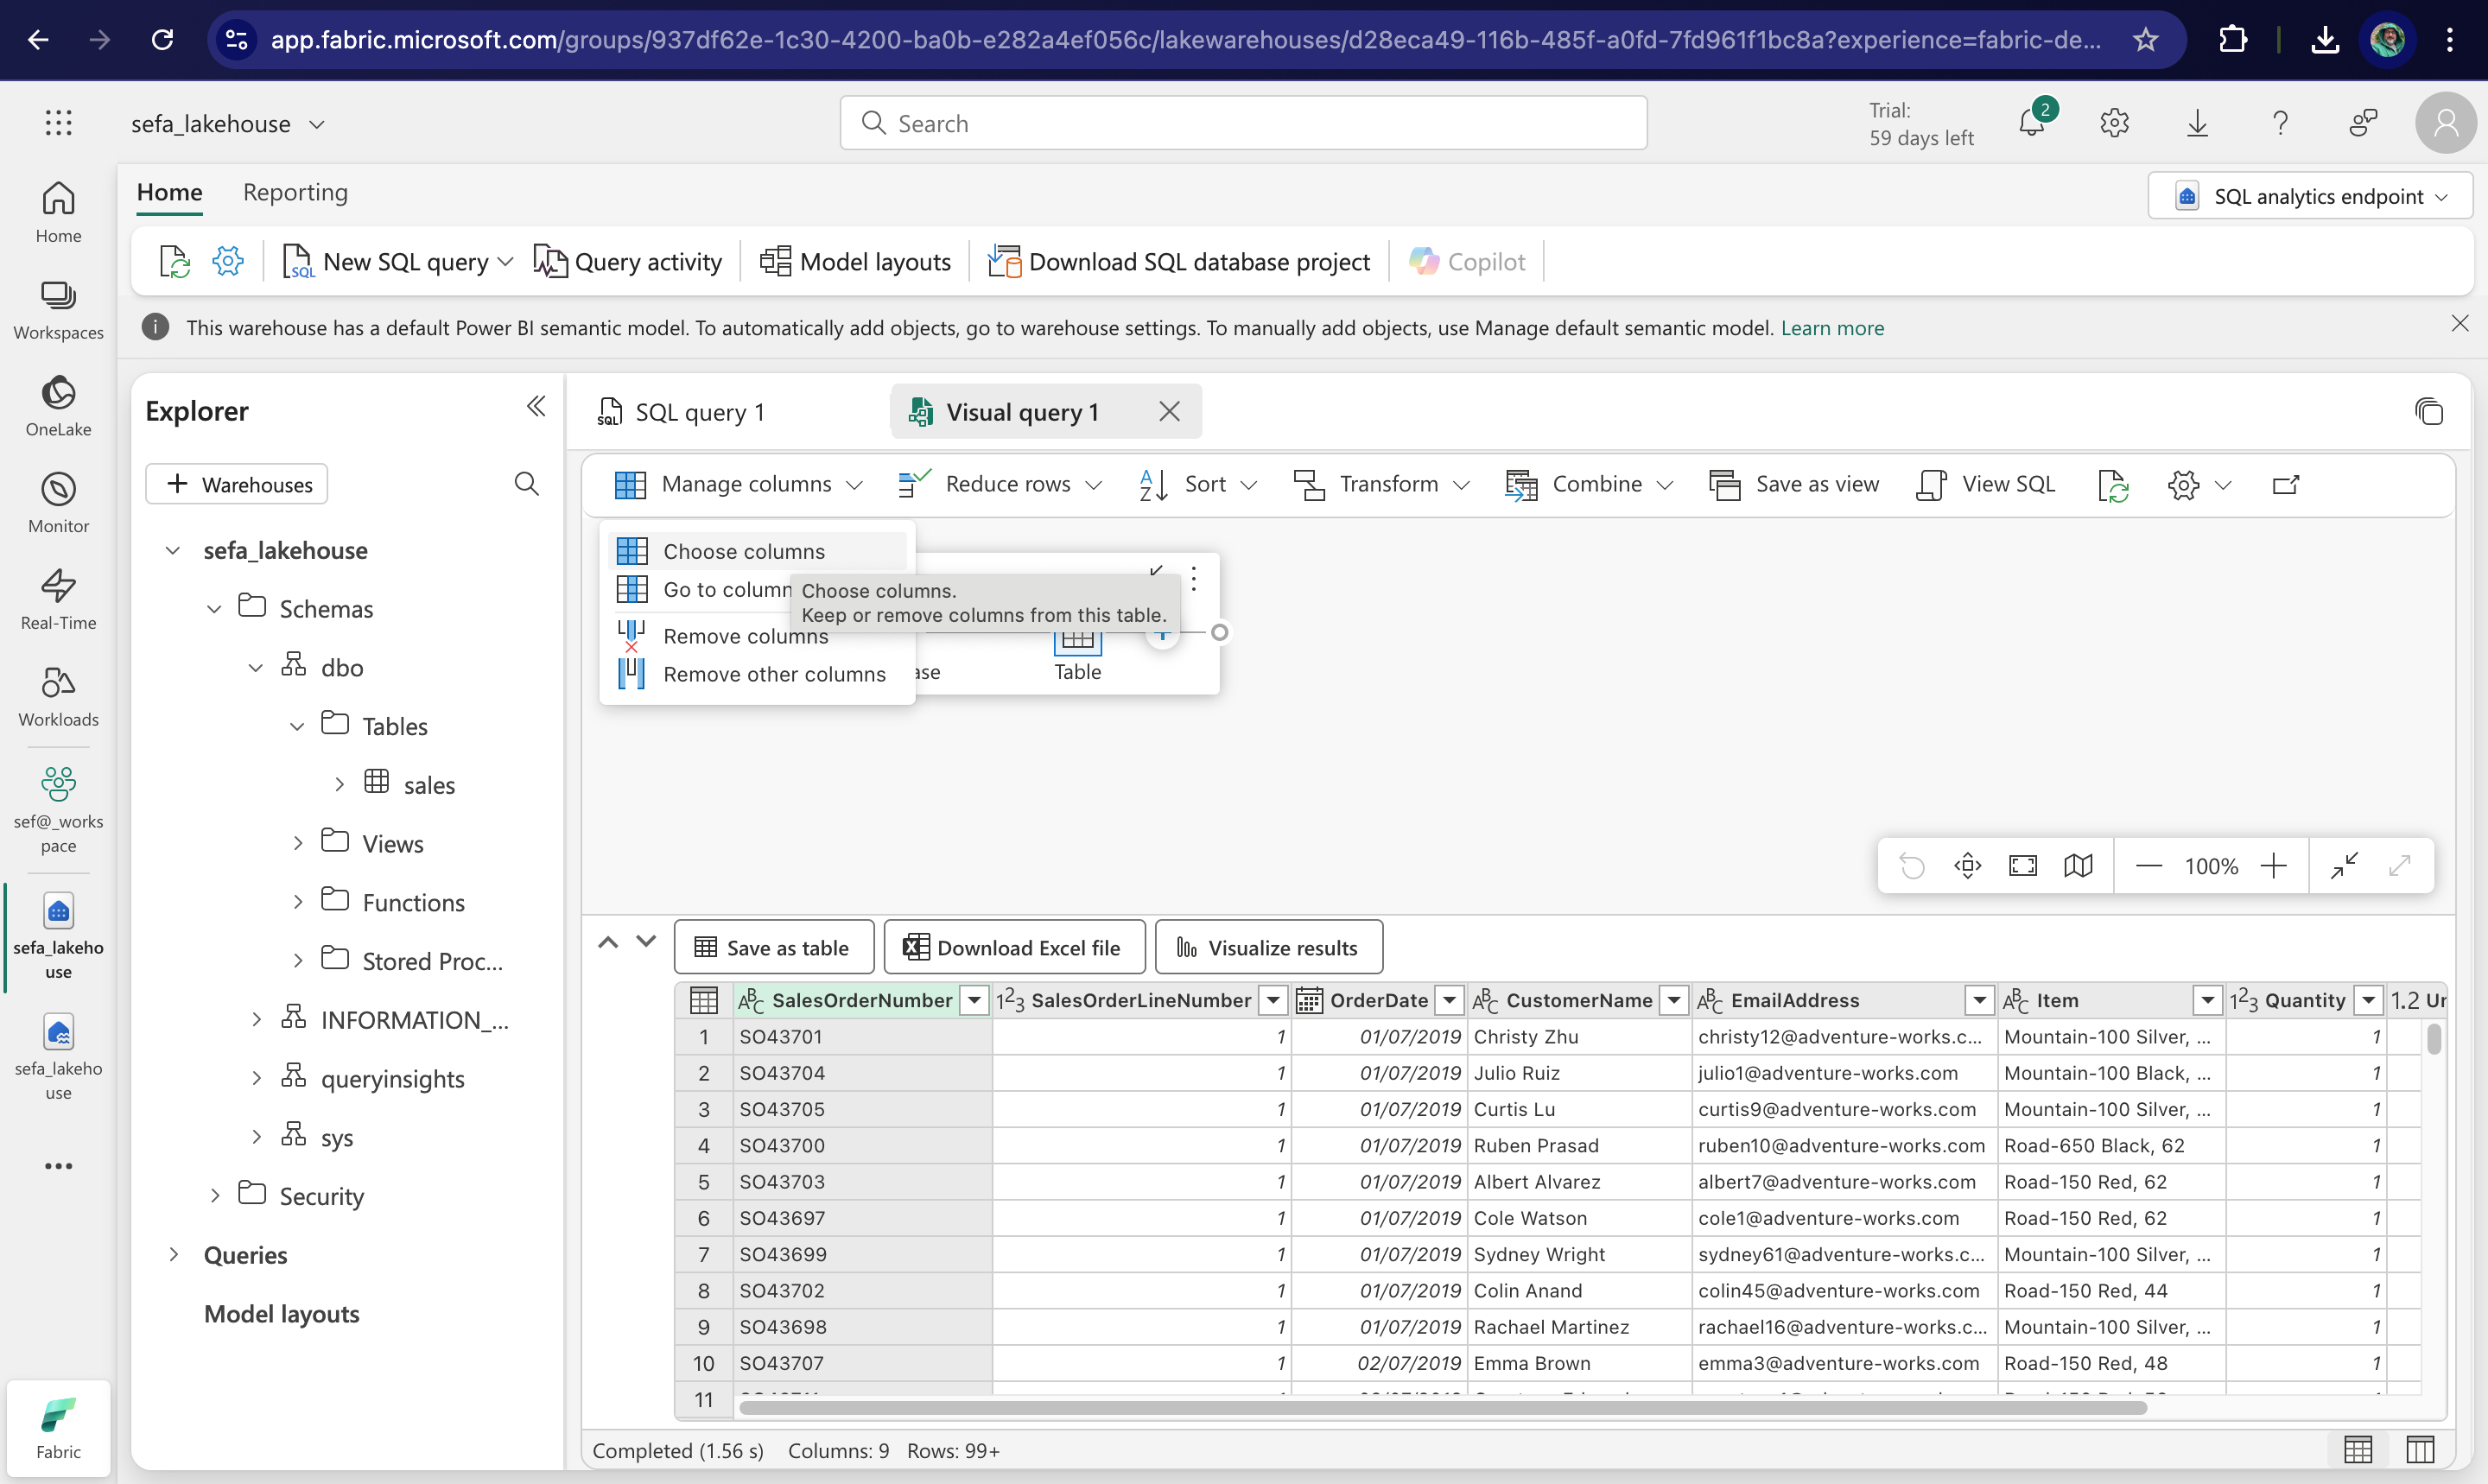 app.fabric.microsoft.com/groups/937df62e-1c30-4200-ba0b-e282a4ef056c/lakewarehouses/d28eca49-116b-485f-a0fd-7fd961f1bc8a?experience=fabric-de...
sefa_lakehouse
Search
Trial:
59 days left
2
Home
Reporting
SQL analytics endpoint
New SQL query
Query activity
Model layouts
Download SQL database project
Copilot
This warehouse has a default Power BI semantic model. To automatically add objects, go to warehouse settings. To manually add objects, use Manage default semantic model. Learn more
Home
Workspaces
OneLake
Monitor
Real-Time
Workloads
sef@_works
pace
sefa_lakeho
use
sefa_lakeho
use
Fabric
Explorer
Warehouses
sefa_lakehouse
Schemas
dbo
Tables
sales
Views
Functions
Stored Proc...
INFORMATION_...
queryinsights
sys
Security
Queries
Model layouts
SQL query 1
Visual query 1
Manage columns
Reduce rows
Sort
Transform
Combine
Save as view
View SQL
Choose columns
Go to column
Remove columns
Remove other columns
Choose columns.
Keep or remove columns from this table.
ase
Table
100%
Save as table
Download Excel file
Visualize results
SalesOrderNumber SalesOrderLineNumber OrderDate CustomerName EmailAddress Item Quantity 1.2 Ur
1 SO43701 1 01/07/2019 Christy Zhu christy12@adventure-works.c... Mountain-100 Silver, ... 1
2 SO43704 1 01/07/2019 Julio Ruiz julio1@adventure-works.com Mountain-100 Black, ... 1
3 SO43705 1 01/07/2019 Curtis Lu curtis9@adventure-works.com Mountain-100 Silver, ... 1
4 SO43700 1 01/07/2019 Ruben Prasad ruben10@adventure-works.com Road-650 Black, 62 1
5 SO43703 1 01/07/2019 Albert Alvarez albert7@adventure-works.com Road-150 Red, 62 1
6 SO43697 1 01/07/2019 Cole Watson cole1@adventure-works.com Road-150 Red, 62 1
7 SO43699 1 01/07/2019 Sydney Wright sydney61@adventure-works.c... Mountain-100 Silver, ... 1
8 SO43702 1 01/07/2019 Colin Anand colin45@adventure-works.com Road-150 Red, 44 1
9 SO43698 1 01/07/2019 Rachael Martinez rachael16@adventure-works.c... Mountain-100 Silver, ... 1
10 SO43707 1 02/07/2019 Emma Brown emma3@adventure-works.com Road-150 Red, 48 1
11
Completed (1.56 s) Columns: 9 Rows: 99+